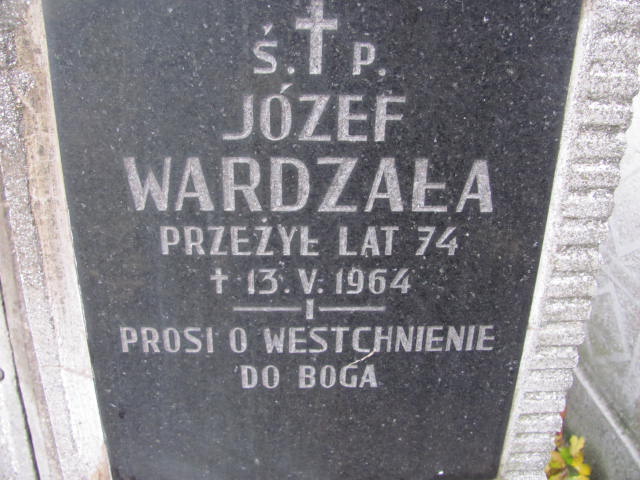 Ś. P.
JÓZEF
WARDZAŁA
PRZEŻYŁ LAT 74
✝ 13. V. 1964
I
PROSI O WESTCHNIENIE
DO BOGA